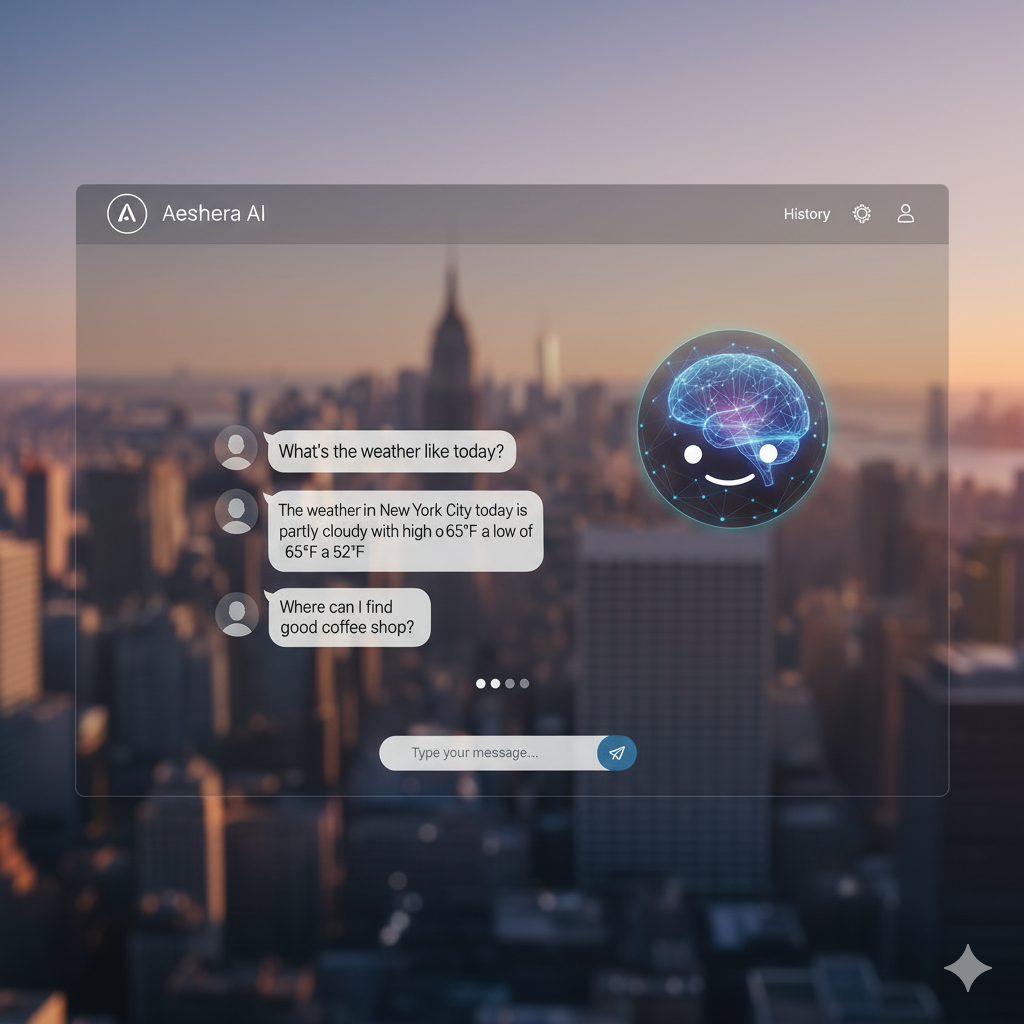 Aeshera AI
History
What's the weather like today?
The weather in New York City today is
partly cloudy with high o 65°F a low of
65°F a 52°F
Where can I find
good coffee shop?
Type your message...